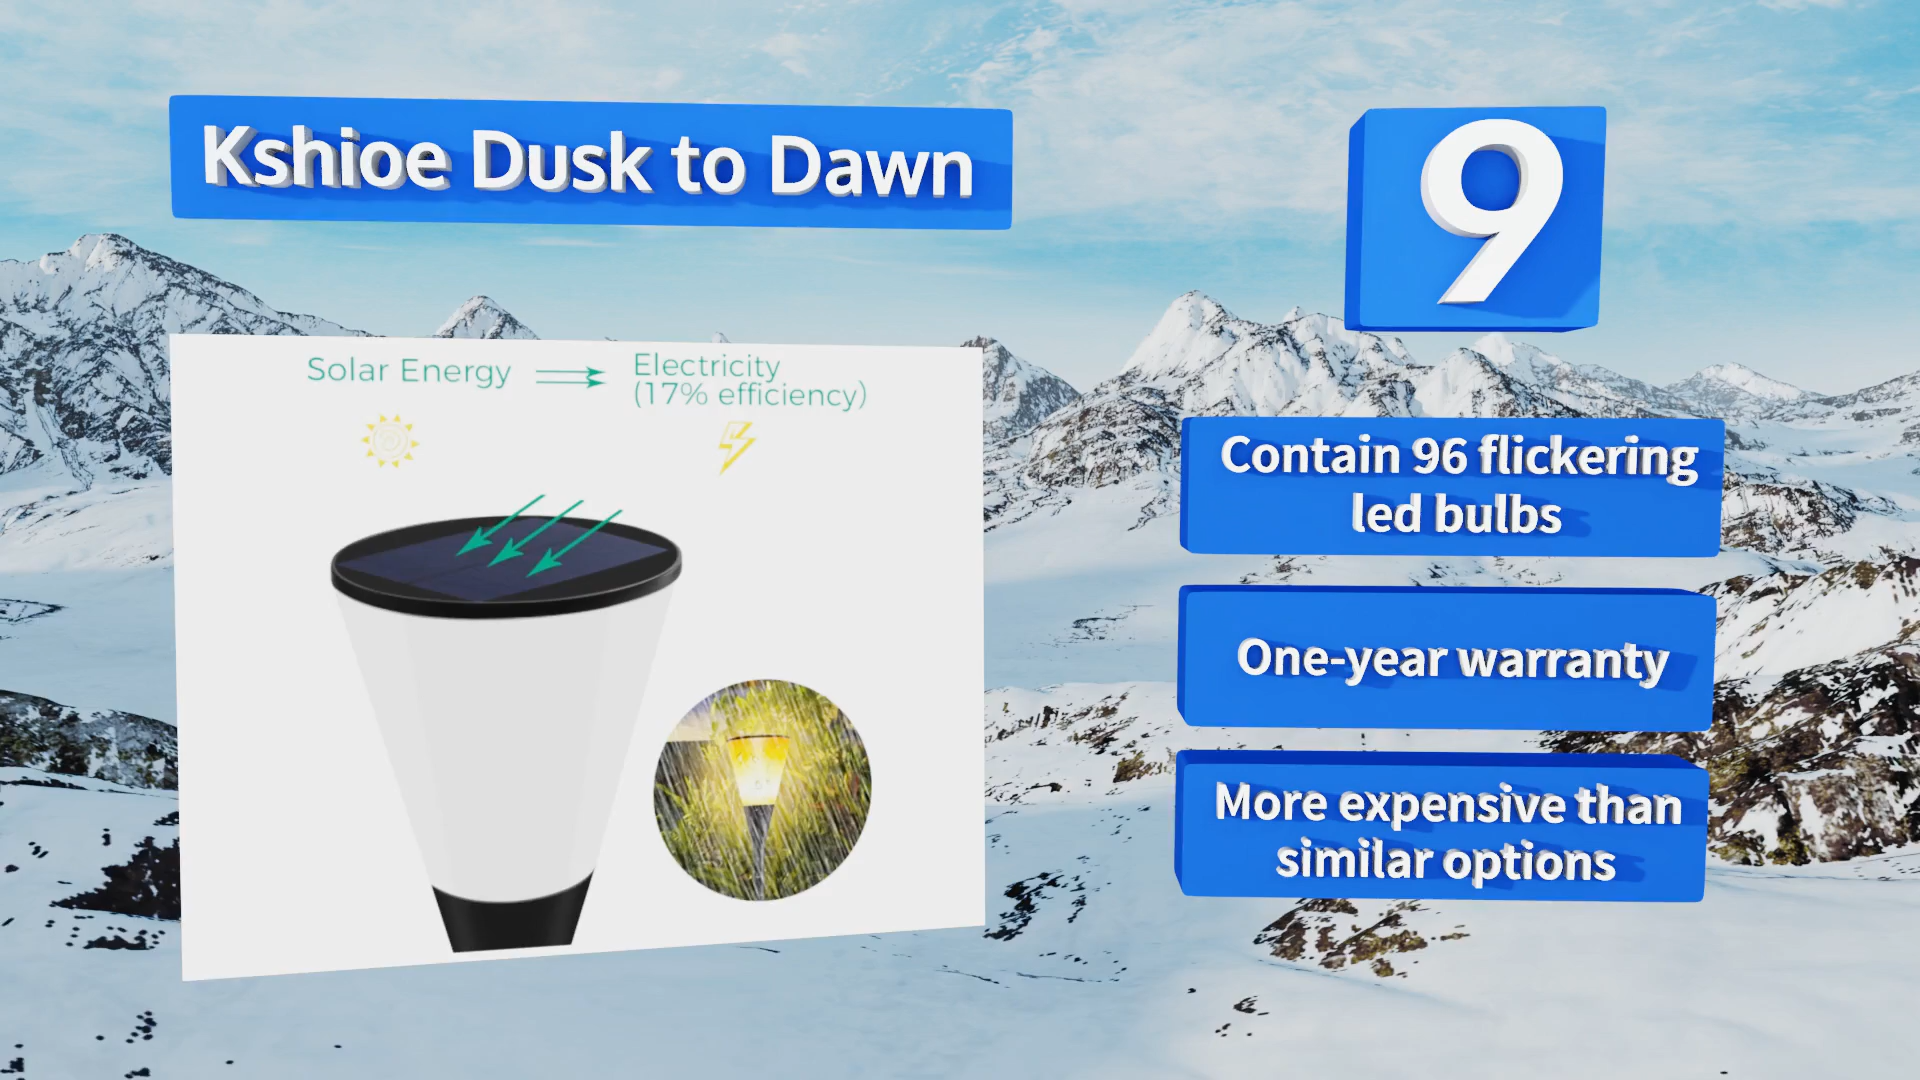 Kshioe Dusk to Dawn
9
Solar Energy
Electricity
(17% efficiency)
Contain 96 flickering
led bulbs
One-year warranty
More expensive than
similar options